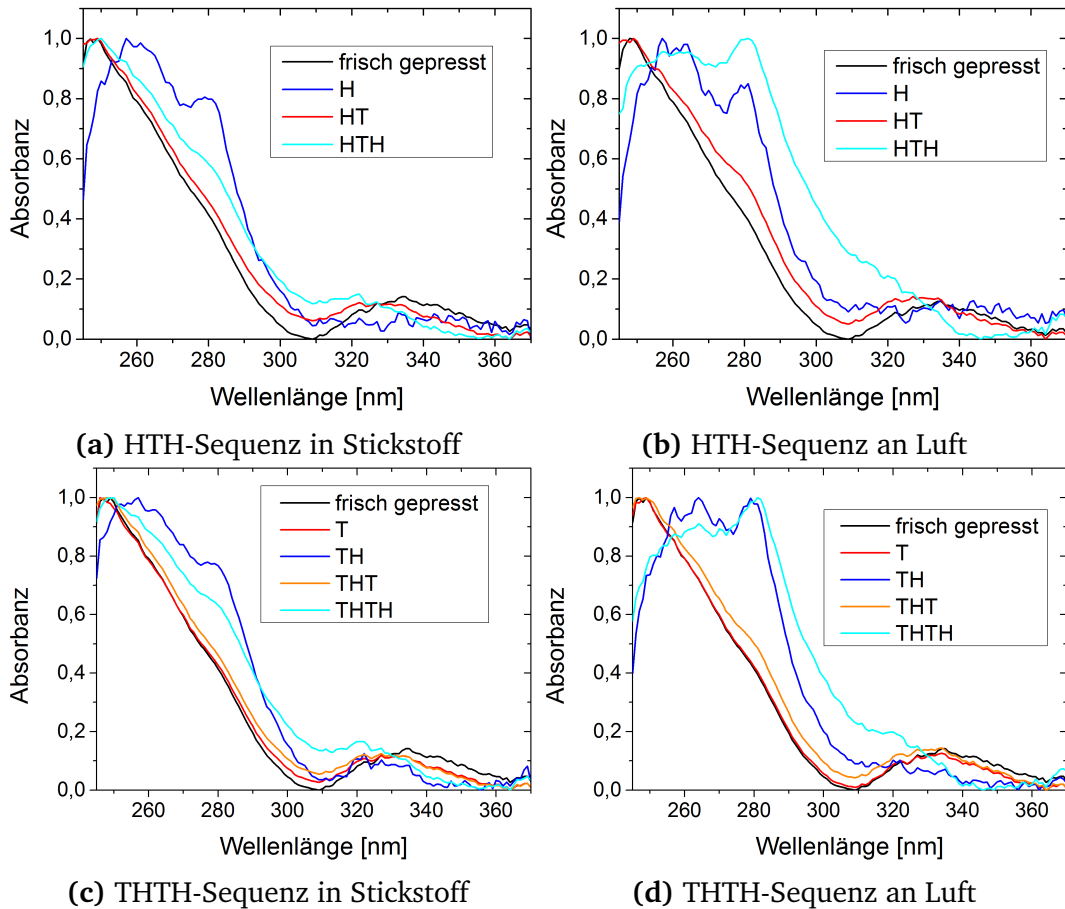 1,0
0,8
0,6
0,4
0,2
0,0
Absorbanz
frisch gepresst
H
HT
HTH
260 280 300 320 340 360
Wellenlänge [nm]
(a) HTH-Sequenz in Stickstoff
1,0
0,8
0,6
0,4
0,2
0,0
Absorbanz
frisch gepresst
H
HT
HTH
260 280 300 320 340 360
Wellenlänge [nm]
(b) HTH-Sequenz an Luft
1,0
0,8
0,6
0,4
0,2
0,0
Absorbanz
frisch gepresst
T
TH
THT
THTH
260 280 300 320 340 360
Wellenlänge [nm]
(c) THTH-Sequenz in Stickstoff
1,0
0,8
0,6
0,4
0,2
0,0
Absorbanz
frisch gepresst
T
TH
THT
THTH
260 280 300 320 340 360
Wellenlänge [nm]
(d) THTH-Sequenz an Luft